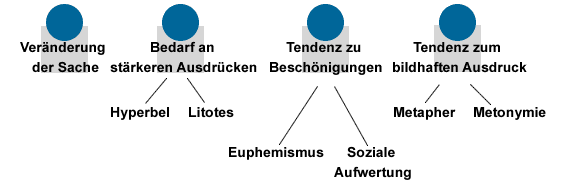 Veränderung
der Sache
Bedarf an
stärkeren Ausdrücken
Tendenz zu
Beschönigungen
Tendenz zum
bildhaften Ausdruck
Hyperbel
Litotes
Metapher
Metonymie
Euphemismus
Soziale
Aufwertung